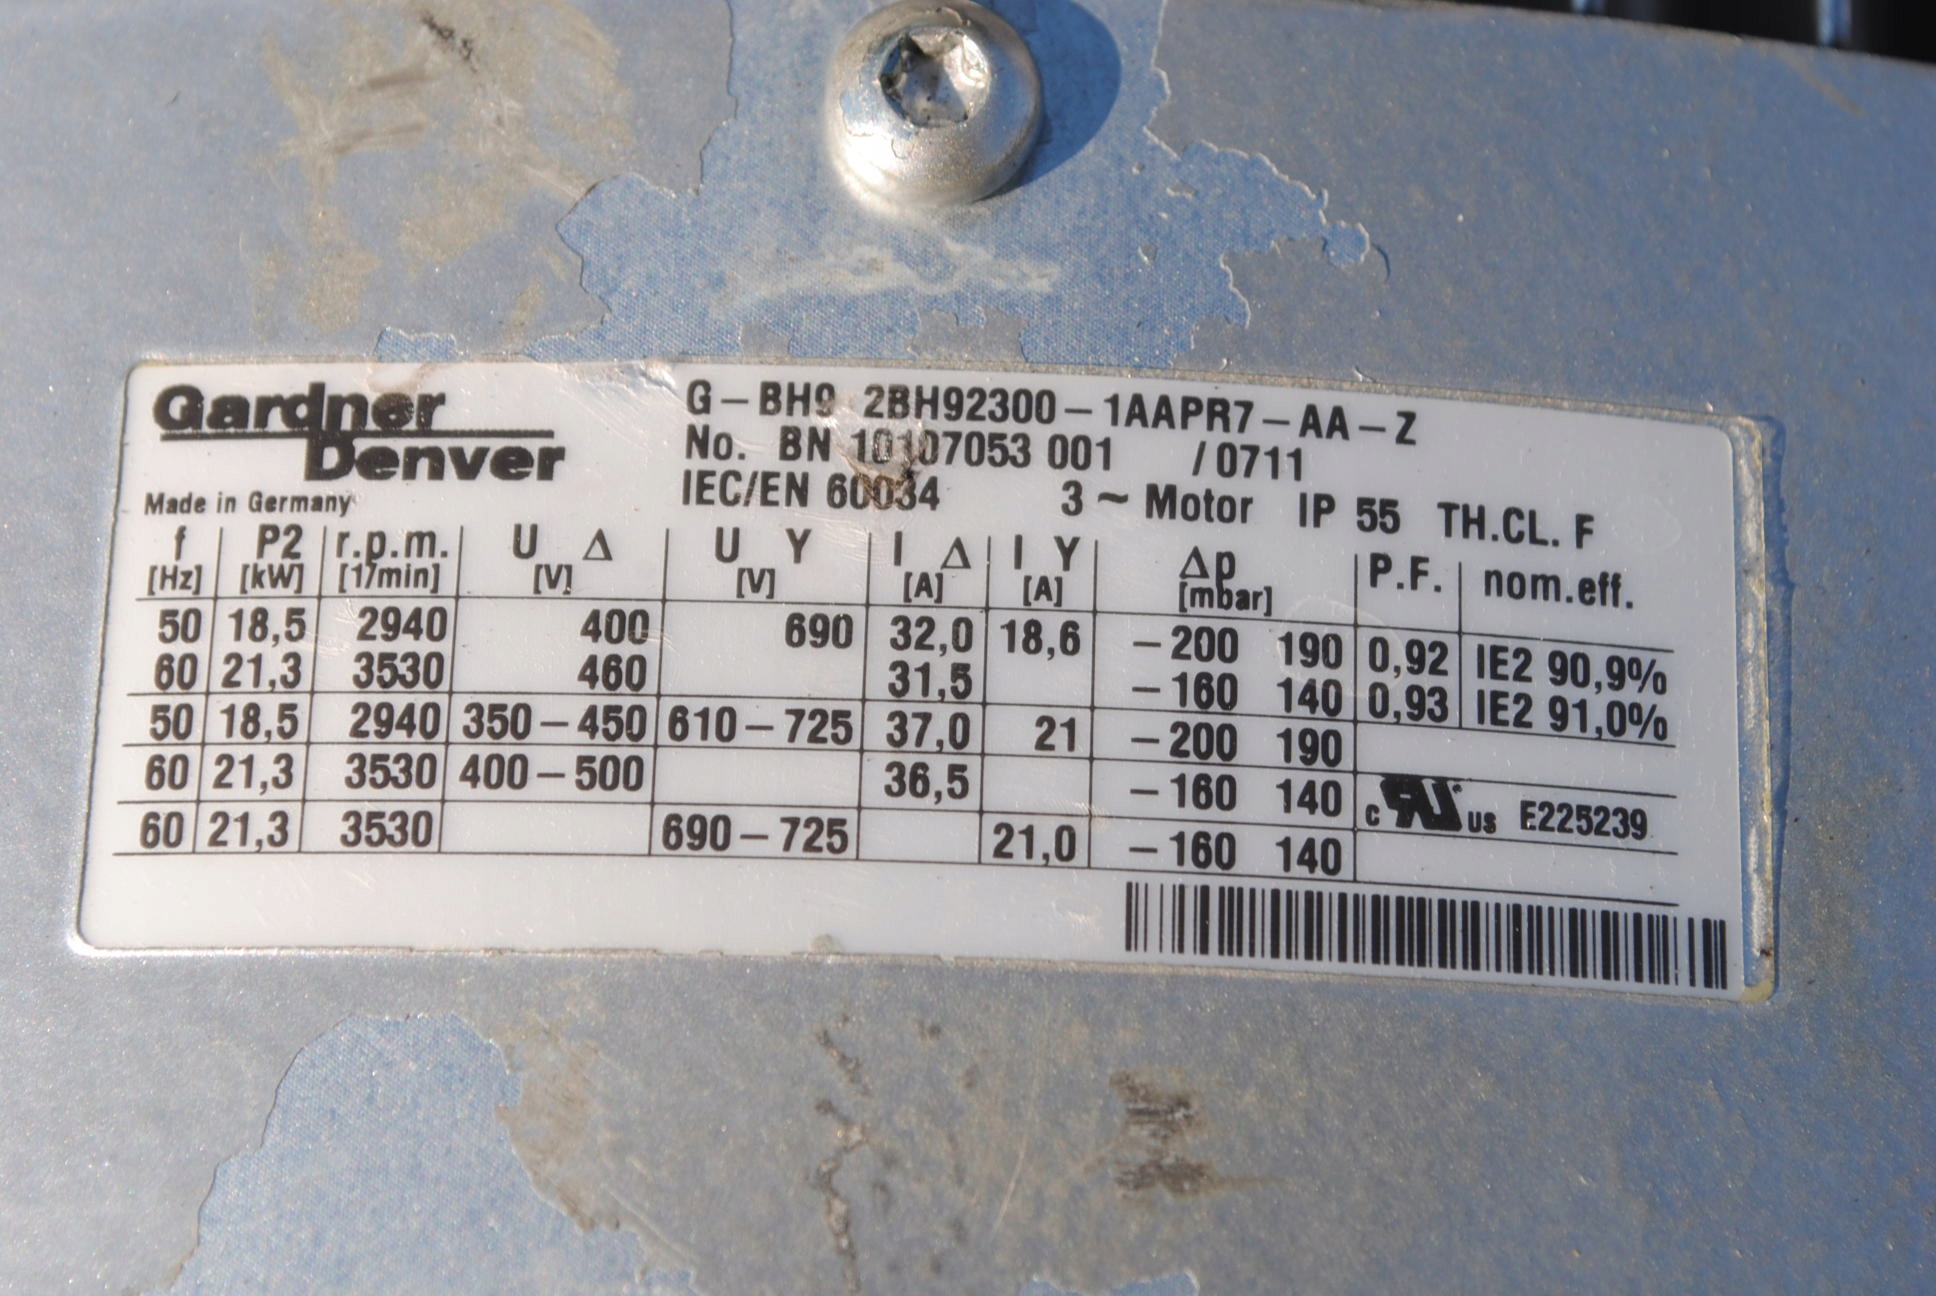 Gardner
Denver
Made in Germany
G-BH9 2BH92300-1AAPR7-AA-Z
No. BN 10107053 001 /0711
IEC/EN 60034 3~Motor IP 55 TH.CL. F
f P2 r.p.m. U Δ U Y I Δ I Y Δp P.F. nom.eff.
[Hz] [kW] [1/min] [V] [V] [A] [A] [mbar]
50 18,5 2940 400 690 32,0 18,6 -200 190 0,92 IE2 90,9%
60 21,3 3530 460 31,5 -160 140 0,93 IE2 91,0%
50 18,5 2940 350-450 610-725 37,0 21 -200 190
60 21,3 3530 400-500 36,5 -160 140 c RU us E225239
60 21,3 3530 690-725 21,0 -160 140